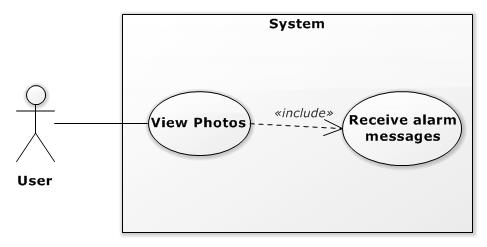 System
View Photos
«include»
Receive alarm
messages
User